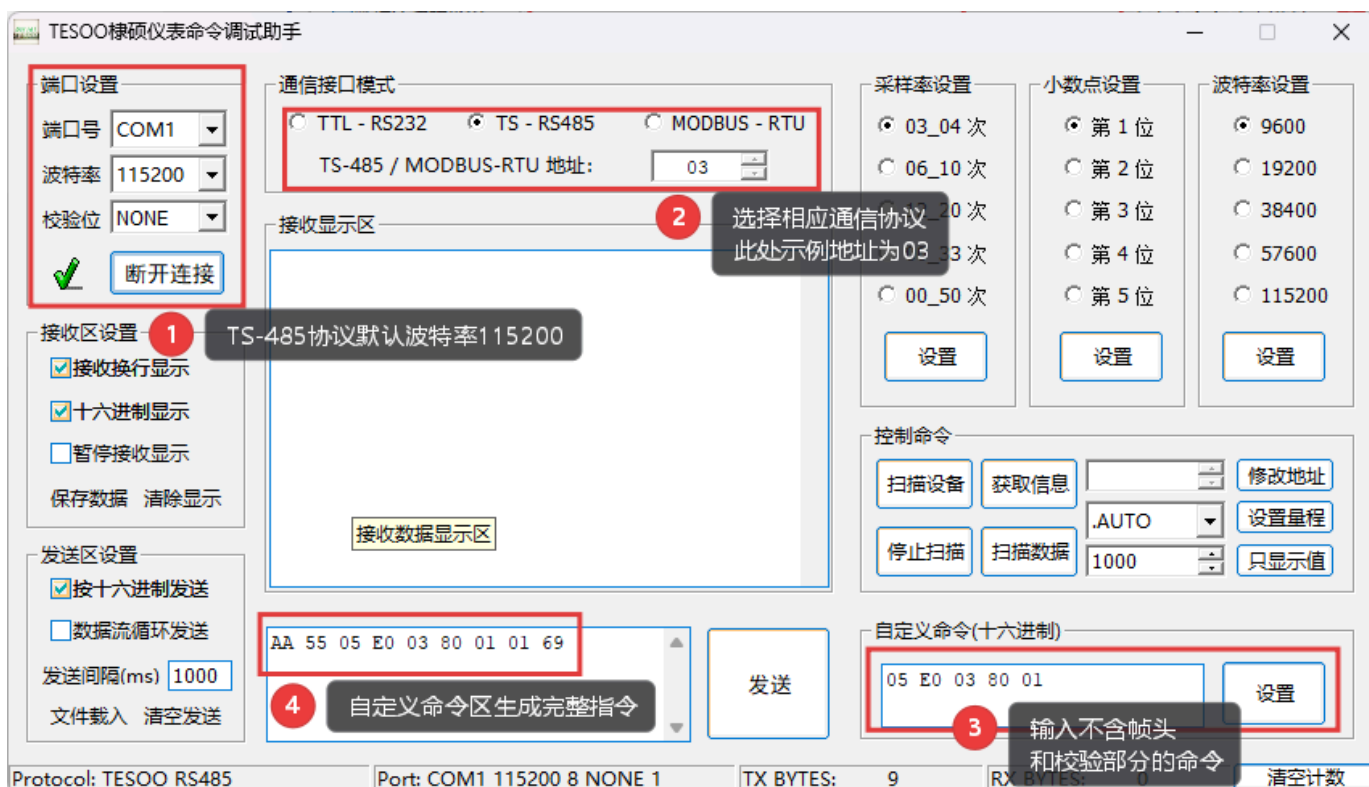 TESOO棣硕仪表命令调试助手
端口设置
端口号 COM1
波特率 115200
校验位 NONE
断开连接
通信接口模式
TTL - RS232 TS - RS485 MODBUS - RTU
TS-485 / MODBUS-RTU 地址: 03
2 选择相应通信协议
此处示例地址为03
1 TS-485协议默认波特率115200
接收区设置
接收换行显示
十六进制显示
暂停接收显示
保存数据 清除显示
接收显示区
接收数据显示区
采样率设置
03_04 次
06_10 次
20 次
33 次
00_50 次
设置
小数点设置
第 1 位
第 2 位
第 3 位
第 4 位
第 5 位
设置
波特率设置
9600
19200
38400
57600
115200
设置
控制命令
扫描设备 获取信息 修改地址
.AUTO 设置量程
停止扫描 扫描数据 1000 只显示值
发送区设置
按十六进制发送
数据流循环发送
发送间隔(ms) 1000
文件载入 清空发送
AA 55 05 E0 03 80 01 01 69
4 自定义命令区生成完整指令
发送
自定义命令(十六进制)
05 E0 03 80 01
设置
3 输入不含帧头
和校验部分的命令
Protocol: TESOO RS485 Port: COM1 115200 8 NONE 1 TX BYTES: 9 RX BYTES: 0 清空计数